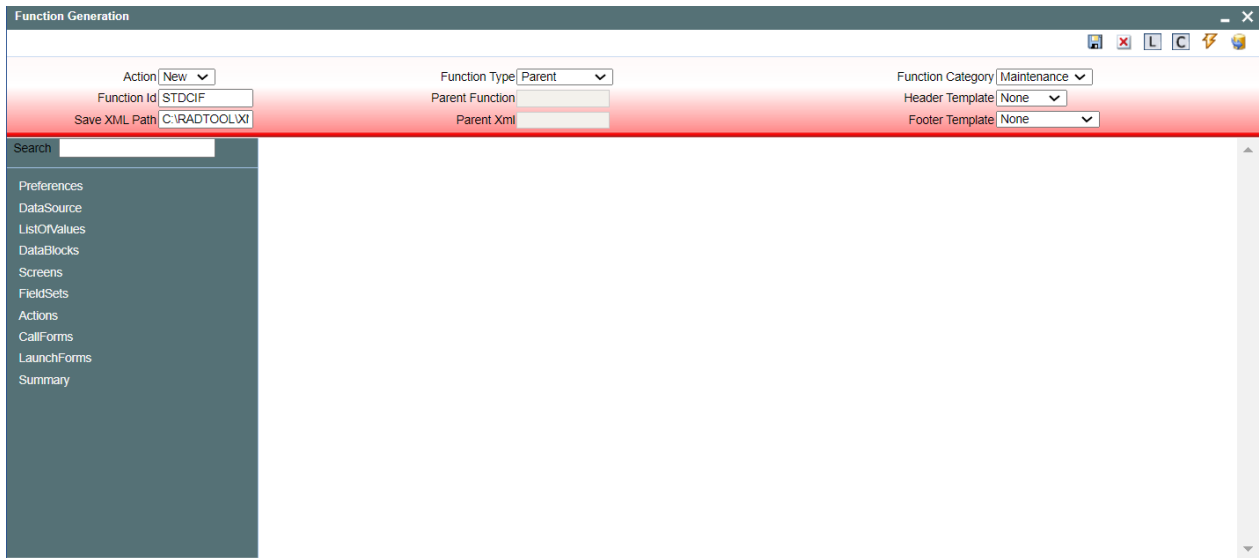 Function Generation
L C
Action New Function Type Parent Function Category Maintenance
Function Id STDCIF Parent Function Header Template None
Save XML Path C:\RADTOOL\XM Parent Xml Footer Template None
Search
Preferences
DataSource
ListOfValues
DataBlocks
Screens
FieldSets
Actions
CallForms
LaunchForms
Summary